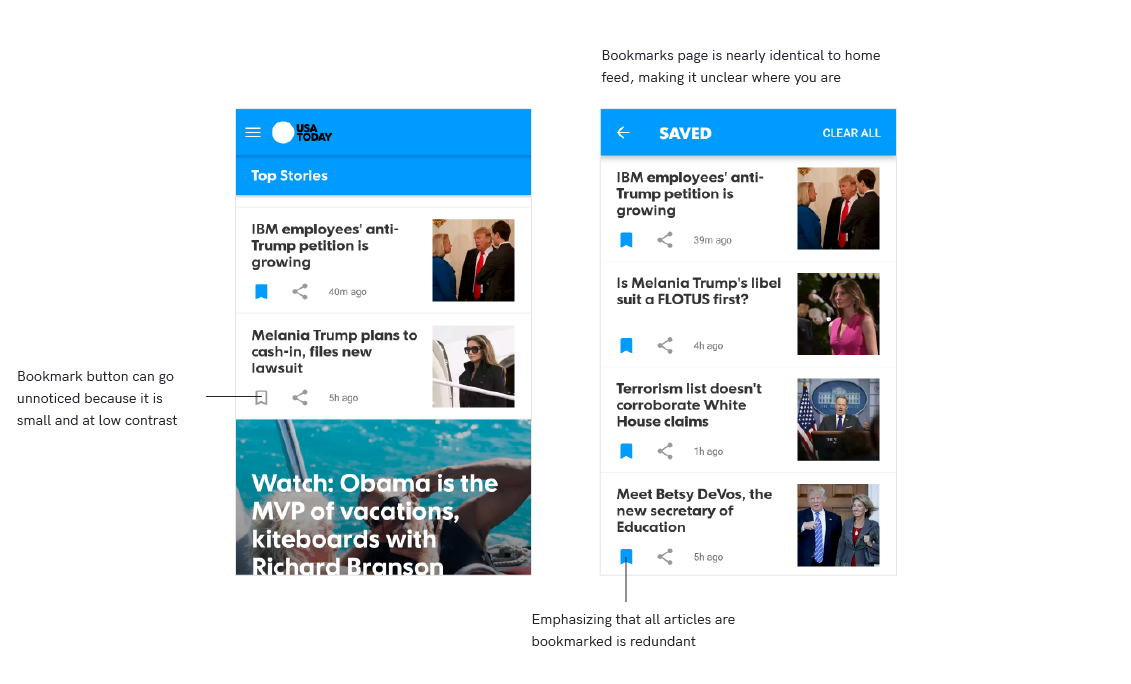 Bookmarks page is nearly identical to home
feed, making it unclear where you are
USA
TODAY
Top Stories
IBM employees' anti-
Trump petition is
growing
40m ago
Melania Trump plans to
cash-in, files new
lawsuit
5h ago
Watch: Obama is the
MVP of vacations,
kiteboards with
Richard Branson
Bookmark button can go
unnoticed because it is
small and at low contrast
SAVED
CLEAR ALL
IBM employees' anti-
Trump petition is
growing
39m ago
Is Melania Trump's libel
suit a FLOTUS first?
4h ago
Terrorism list doesn't
corroborate White
House claims
1h ago
Meet Betsy DeVos, the
new secretary of
Education
5h ago
Emphasizing that all articles are
bookmarked is redundant